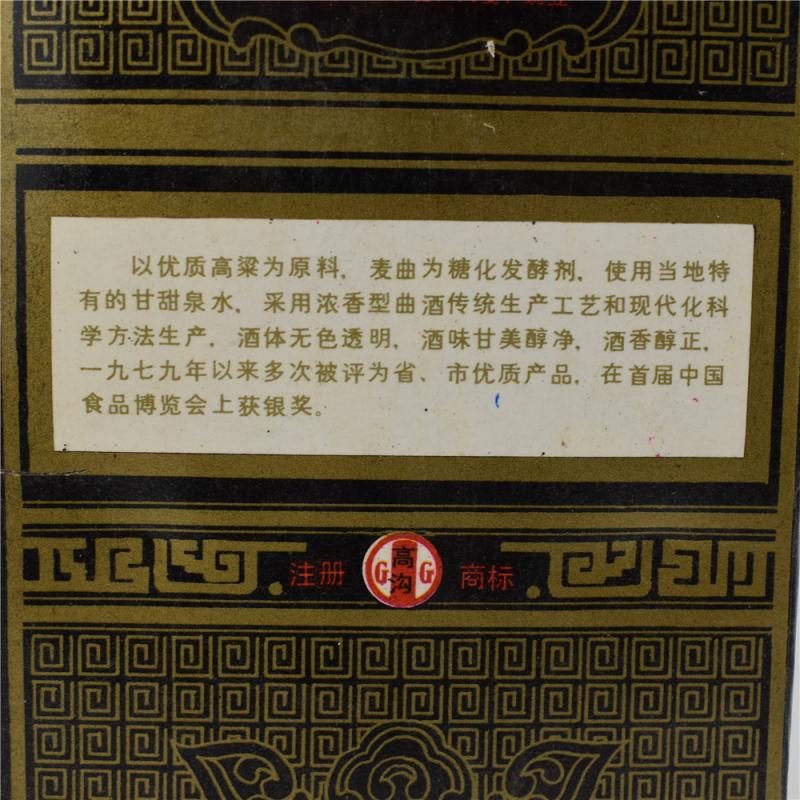 以优质高粱为原料，麦曲为糖化发酵剂，使用当地特
有的甘甜泉水，采用浓香型曲酒传统生产工艺和现代化科
学方法生产，酒体无色透明，酒味甘美醇净，酒香醇正，
一九七九年以来多次被评为省、市优质产品，在首届中国
食品博览会上获银奖。
注册 G高沟G 商标